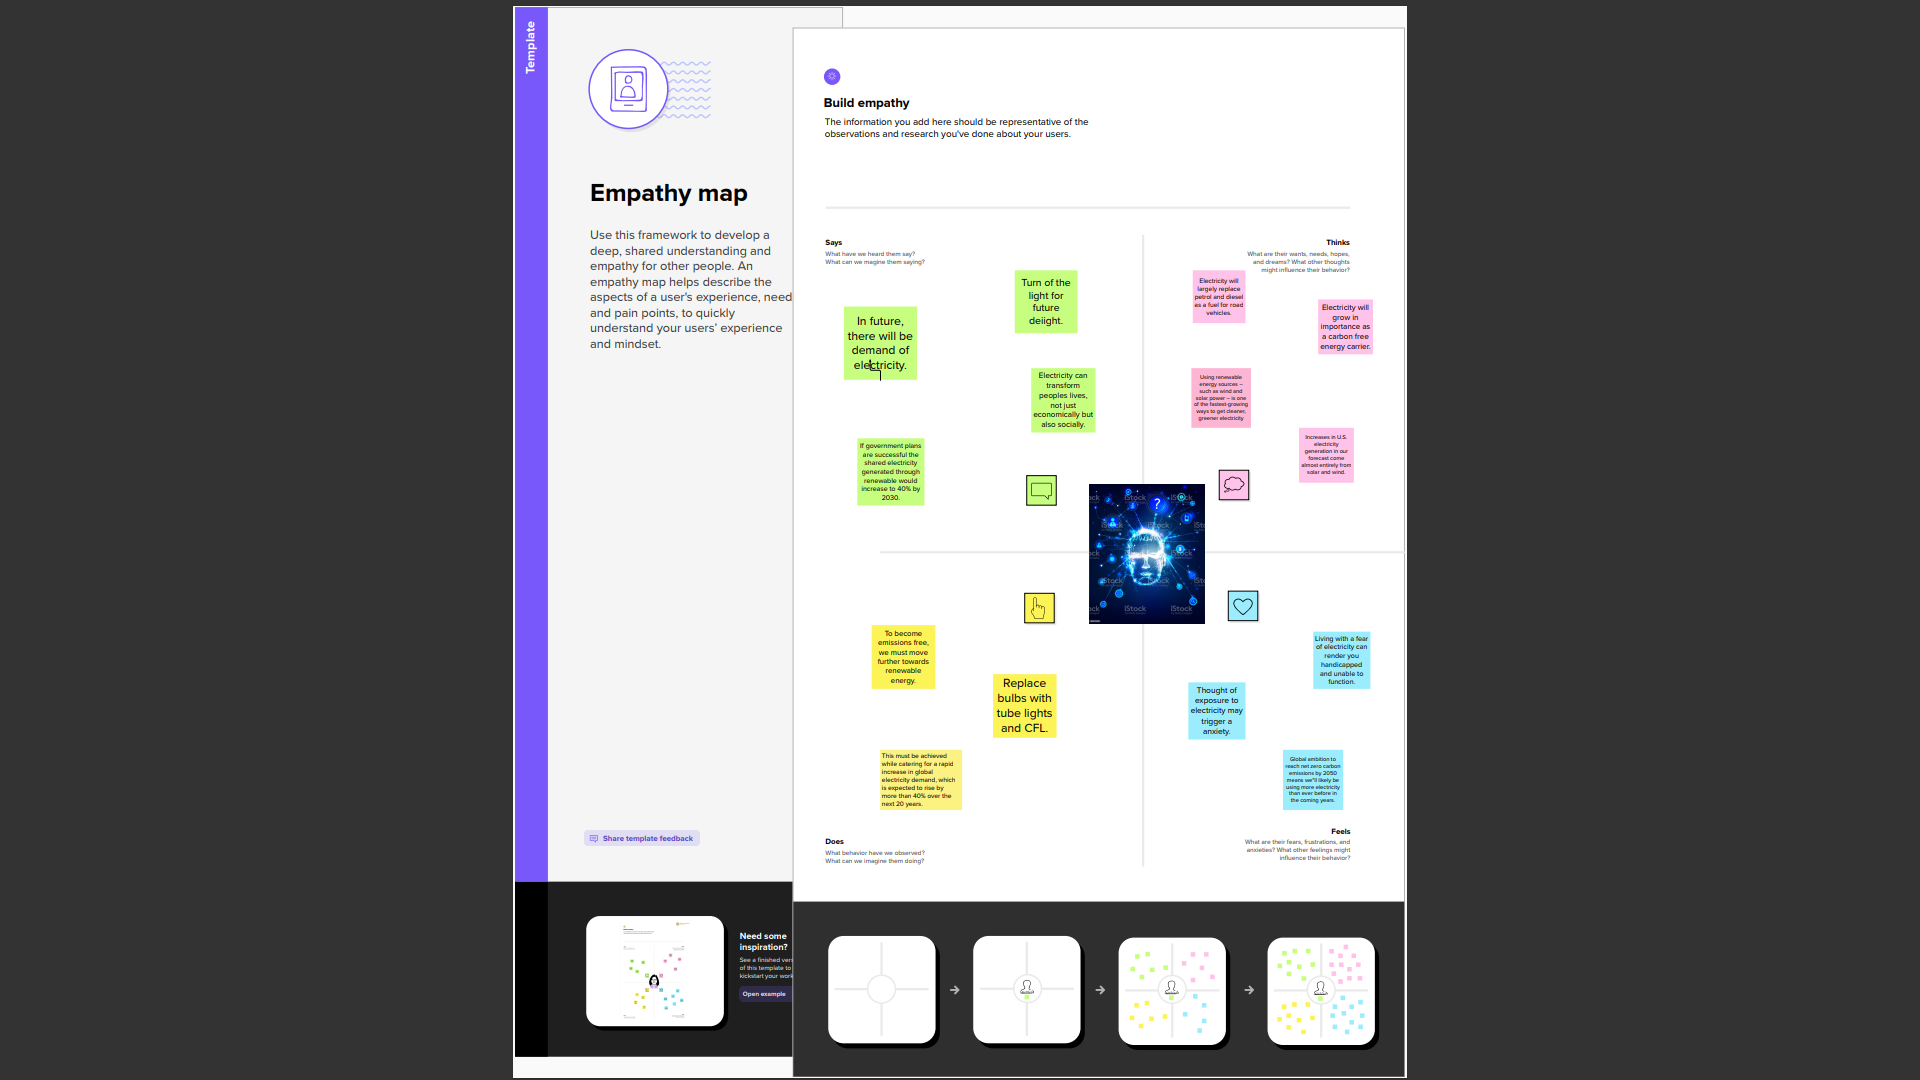 Template
Empathy map
Use this framework to develop a
deep, shared understanding and
empathy for other people. An
empathy map helps describe the
aspects of a user's experience, need
and pain points, to quickly
understand your users' experience
and mindset.
Share template feedback
Need some
inspiration?
See a finished ver
of this template to
kickstart your work
Open example
Build empathy
The information you add here should be representative of the
observations and research you've done about your users.
Says
What have we heard them say?
What can we magine them saying?
In future,
there will be
demand of
electricity.
Turn of the
light for
future
deiight.
Electricity can
transform
peoples lives,
not just
economically but
also socially.
If government plans
are successful the
shared electricity
generated through
renewable would
increase to 40% by
2030.
Thinks
What are their wants, needs, hopes,
and dreams? What other thoughts
might influence their behavior?
Electricity will
largely replace
petrol and diesel
as a fuel for road
vehicles.
Electricity will
grow in
importance as
a carbon free
energy carrier.
Using renewable
energy sources –
such as wind and
solar power – is one
of the fastest-growing
ways to get cleaner,
greener electricity
Increases in U.S.
electricity
generation in our
forecast come
almost entirely from
solar and wind.
?
iStock
iStock
iStock
iStock
iStock
iStock
iStock
iStock
To become
emissions free,
we must move
further towards
renewable
energy.
Replace
bulbs with
tube lights
and CFL.
This must be achieved
while catering for a rapid
increase in global
electricity demand, which
is expected to rise by
more than 40% over the
next 20 years.
Does
What behavior have we observed?
What can we imagine them doing?
Living with a fear
of electricity can
render you
handicapped
and unable to
function.
Thought of
exposure to
electricity may
trigger a
anxiety.
Global ambition to
reach net zero carbon
emissions by 2050
means we'll likely be
using more electricity
than ever before in
the coming years.
Feels
What are their fears, frustrations, and
anxieties? What other feelings might
influence their behavior?